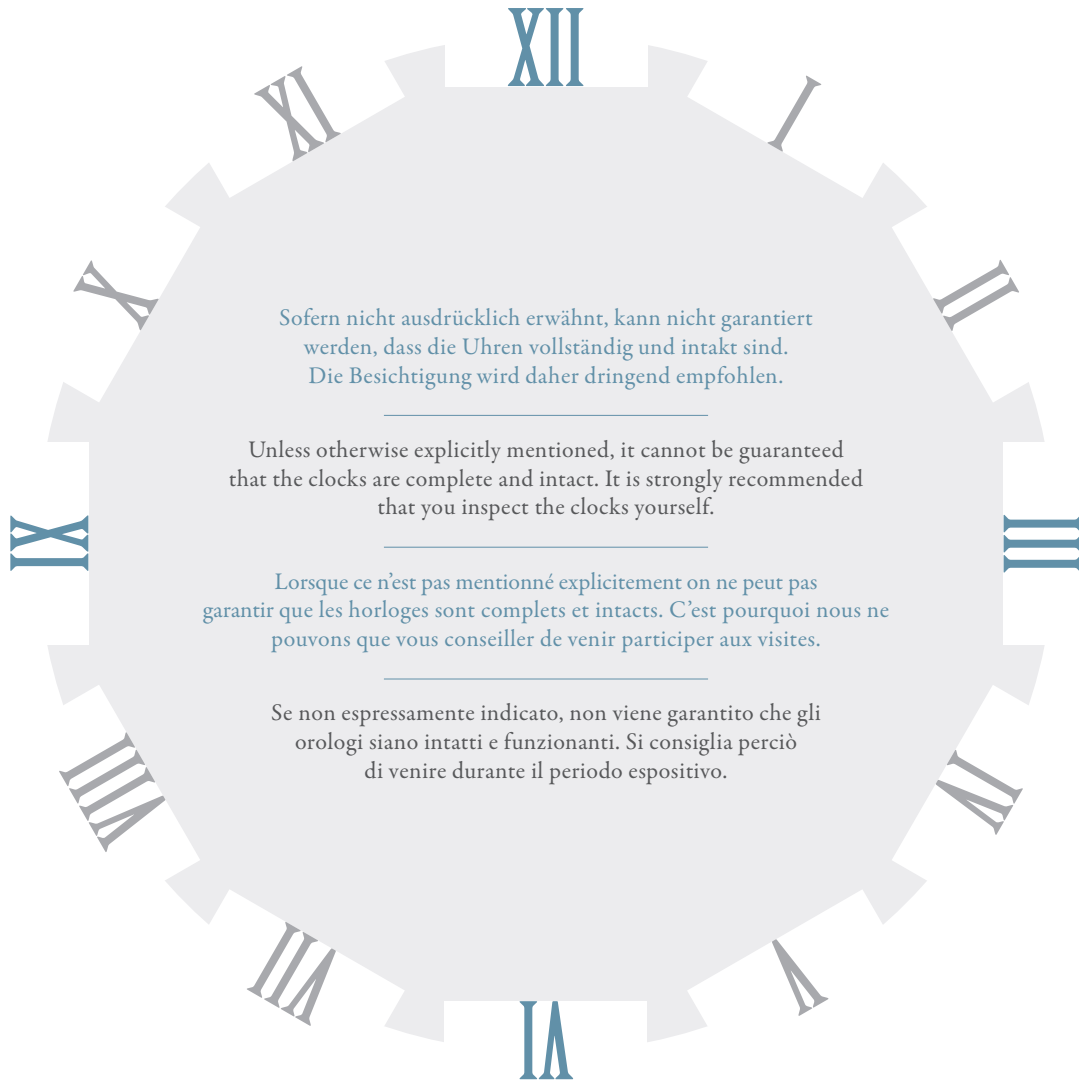 XII
XI
I
X
II
Sofern nicht ausdrücklich erwähnt, kann nicht garantiert
werden, dass die Uhren vollständig und intakt sind.
Die Besichtigung wird daher dringend empfohlen.
Unless otherwise explicitly mentioned, it cannot be guaranteed
that the clocks are complete and intact. It is strongly recommended
that you inspect the clocks yourself.
IX
III
Lorsque ce n’est pas mentionné explicitement on ne peut pas
garantir que les horloges sont complets et intacts. C’est pourquoi nous ne
pouvons que vous conseiller de venir participer aux visites.
Se non espressamente indicato, non viene garantito che gli
orologi siano intatti e funzionanti. Si consiglia perciò
di venire durante il periodo espositivo.
VIII
IV
VII
V
VI